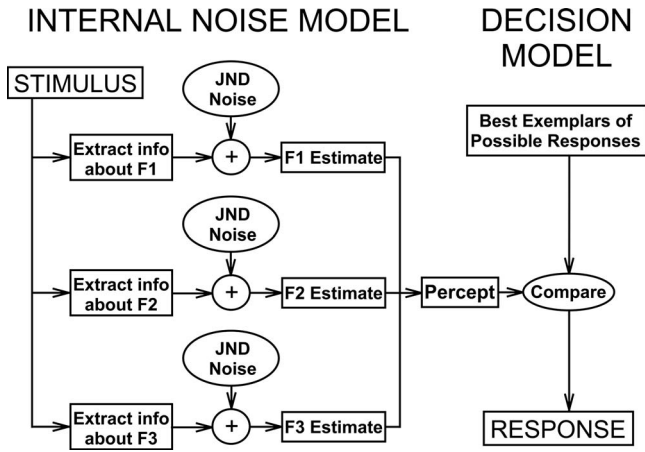 INTERNAL NOISE MODEL
DECISION
MODEL
STIMULUS
JND
Noise
Extract info
about F1
+
F1 Estimate
JND
Noise
Extract info
about F2
+
F2 Estimate
JND
Noise
Extract info
about F3
+
F3 Estimate
Percept
Best Exemplars of
Possible Responses
Compare
RESPONSE